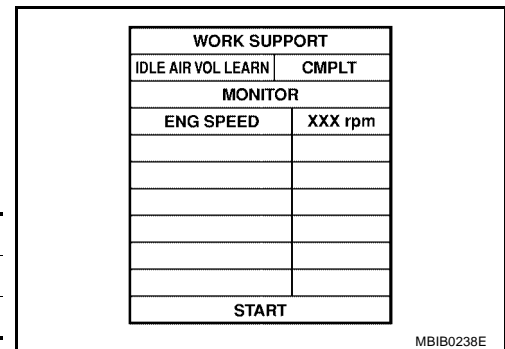 WORK SUPPORT
IDLE AIR VOL LEARN CMPLT
MONITOR
ENG SPEED XXX rpm
START
MBIB0238E